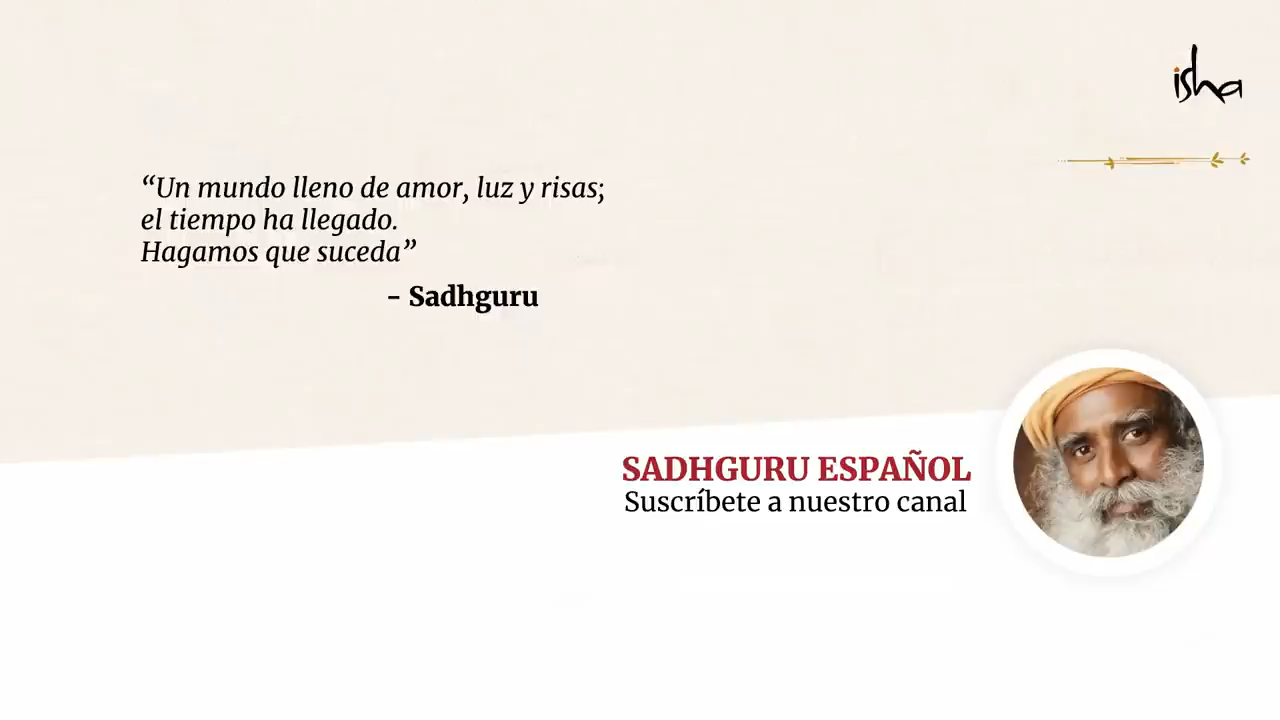 isha
“Un mundo lleno de amor, luz y risas;
el tiempo ha llegado.
Hagamos que suceda”
- Sadhguru
SADHGURU ESPAÑOL
Suscríbete a nuestro canal